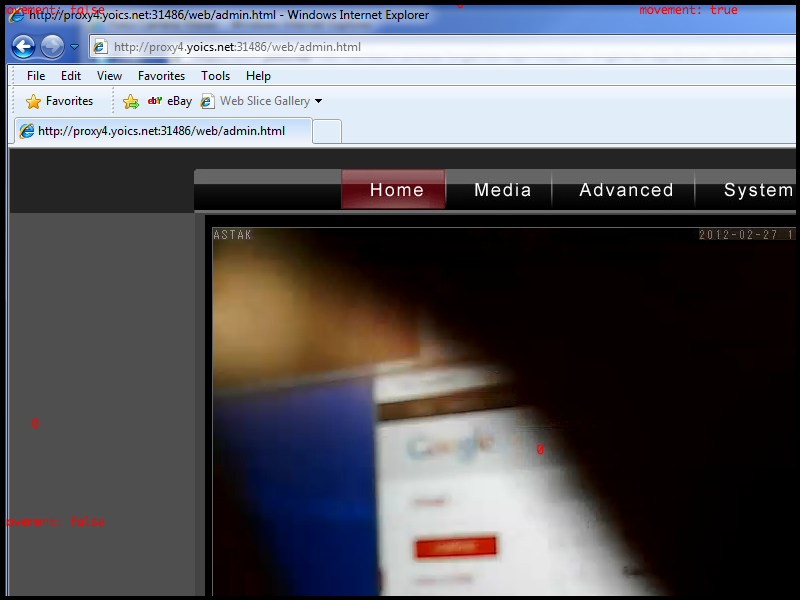 http://proxy4.yoics.net:31486/web/admin.html - Windows Internet Explorer
movement: false
movement: true
http://proxy4.yoics.net:31486/web/admin.html
File Edit View Favorites Tools Help
Favorites ebY eBay Web Slice Gallery
http://proxy4.yoics.net:31486/web/admin.html
Home Media Advanced System
ASTAK 2012-02-27 1
0
Google
0
movement: false